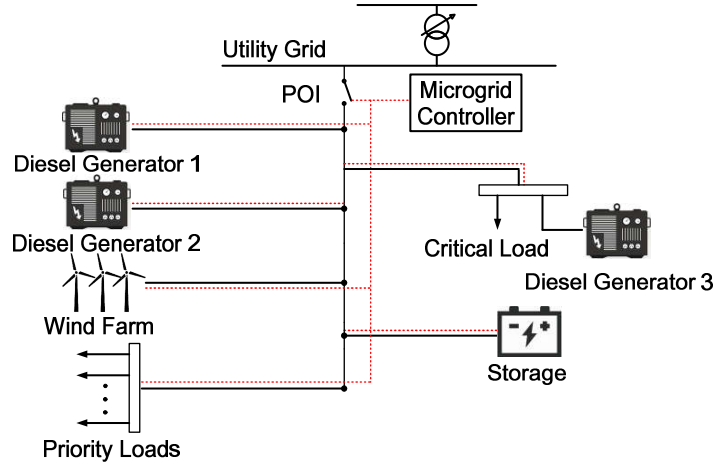 Utility Grid
POI
Microgrid
Controller
Diesel Generator 1
Diesel Generator 2
Critical Load
Diesel Generator 3
Wind Farm
Storage
Priority Loads